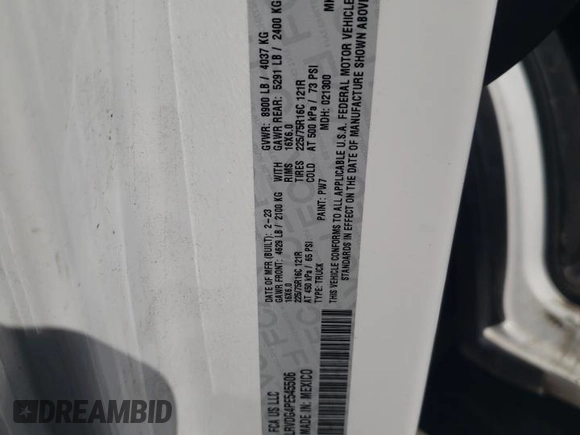 FCA US LLC
LRVDG4PE545506
MADE IN: MEXICO
DATE OF MFR (BUILT): 2-23
GVWR: 8900 LB / 4037 KG
GAWR FRONT: 4629 LB / 2100 KG WITH
GAWR REAR: 5291 LB / 2400 KG
16X6.0 RIMS 16X6.0
225/75R16C 121R TIRES 225/75R16C 121R
AT 450 kPa / 65 PSI COLD AT 500 kPa / 73 PSI
TYPE: TRUCK PAINT: PW7 MDH: 021300
THIS VEHICLE CONFORMS TO ALL APPLICABLE U.S.A. FEDERAL MOTOR VEHICLE
STANDARDS IN EFFECT ON THE DATE OF MANUFACTURE SHOWN ABOVE
DREAMBID